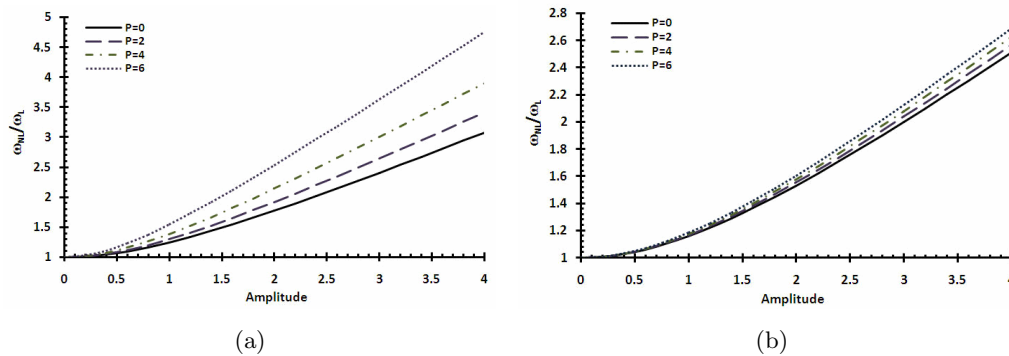 (a)
5
4.5
4
3.5
3
2.5
2
1.5
1
ω_NL/ω_L
P=0
P=2
P=4
P=6
0 0.5 1 1.5 2 2.5 3 3.5 4
Amplitude
(b)
2.8
2.6
2.4
2.2
2
1.8
1.6
1.4
1.2
1
ω_NL/ω_L
P=0
P=2
P=4
P=6
0 0.5 1 1.5 2 2.5 3 3.5 4
Amplitude